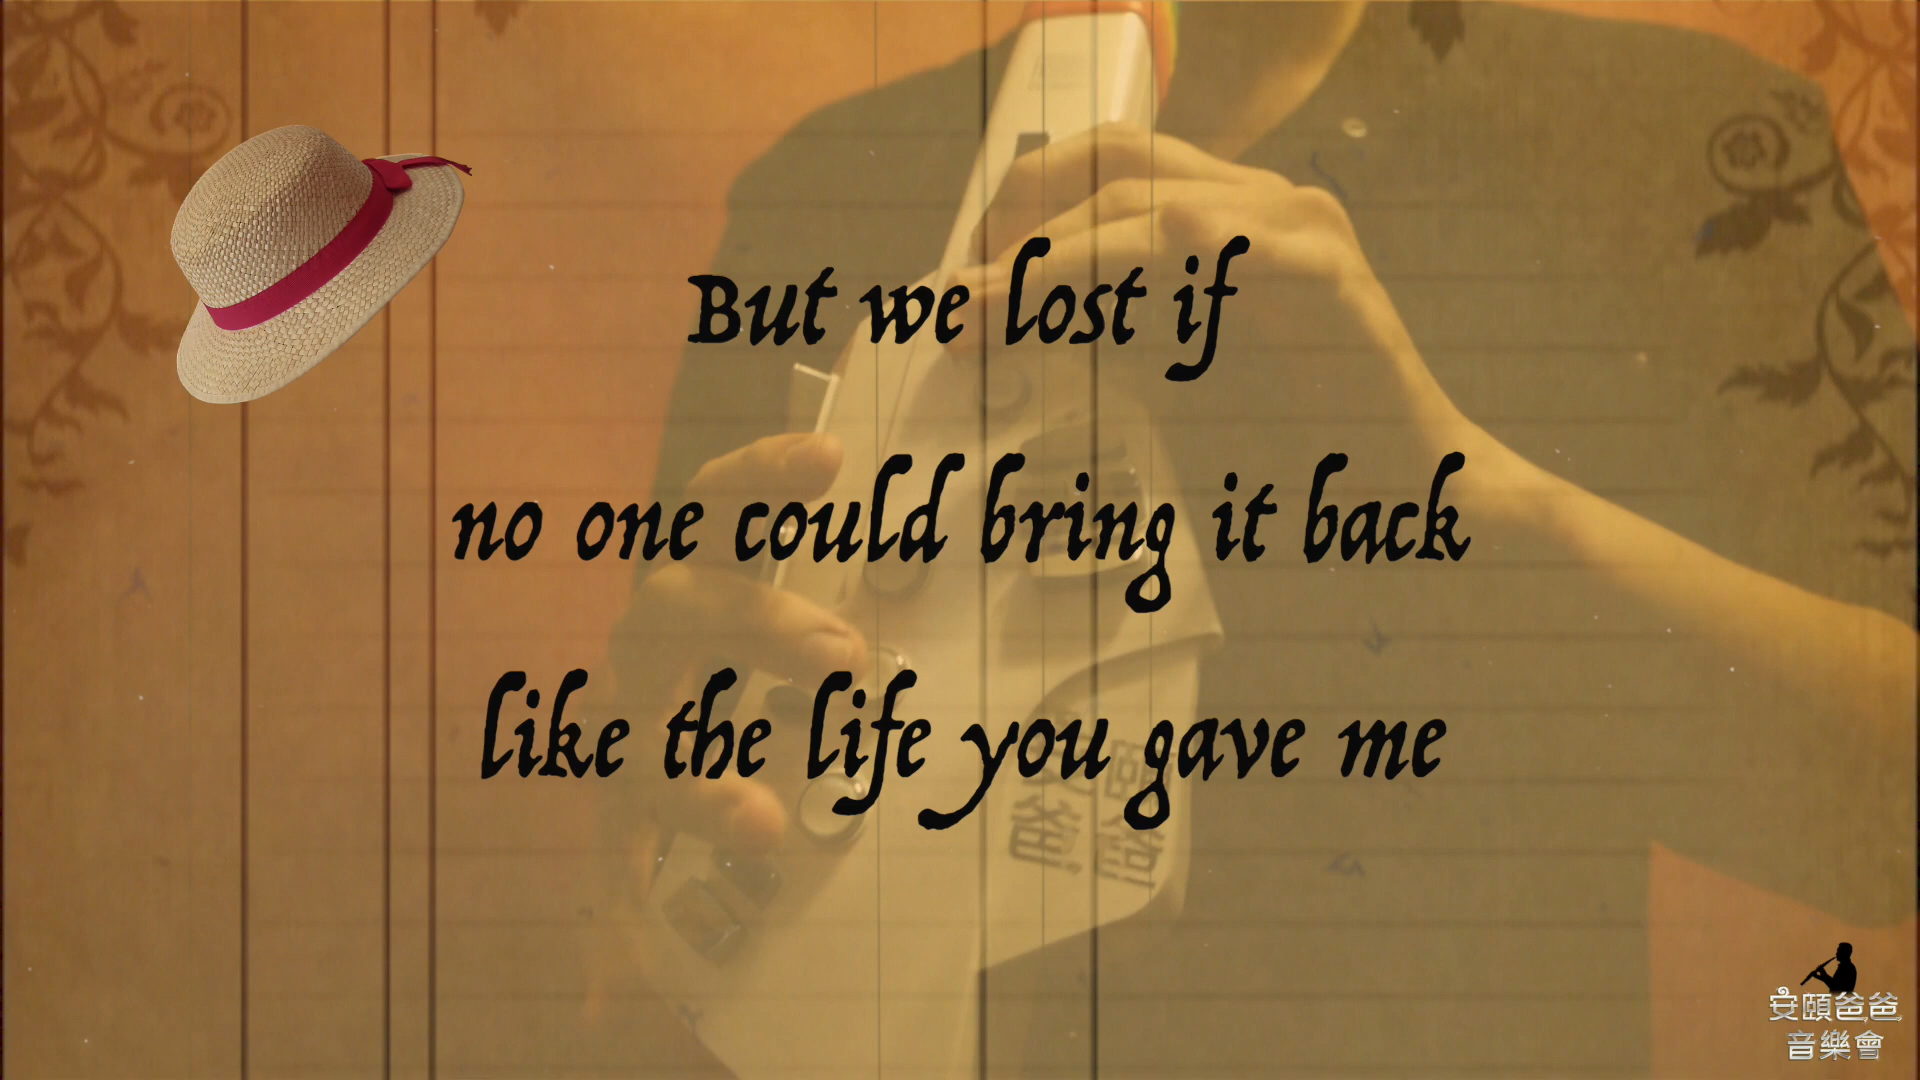 But we lost if
no one could bring it back
like the life you gave me
安頤爸爸
音樂會